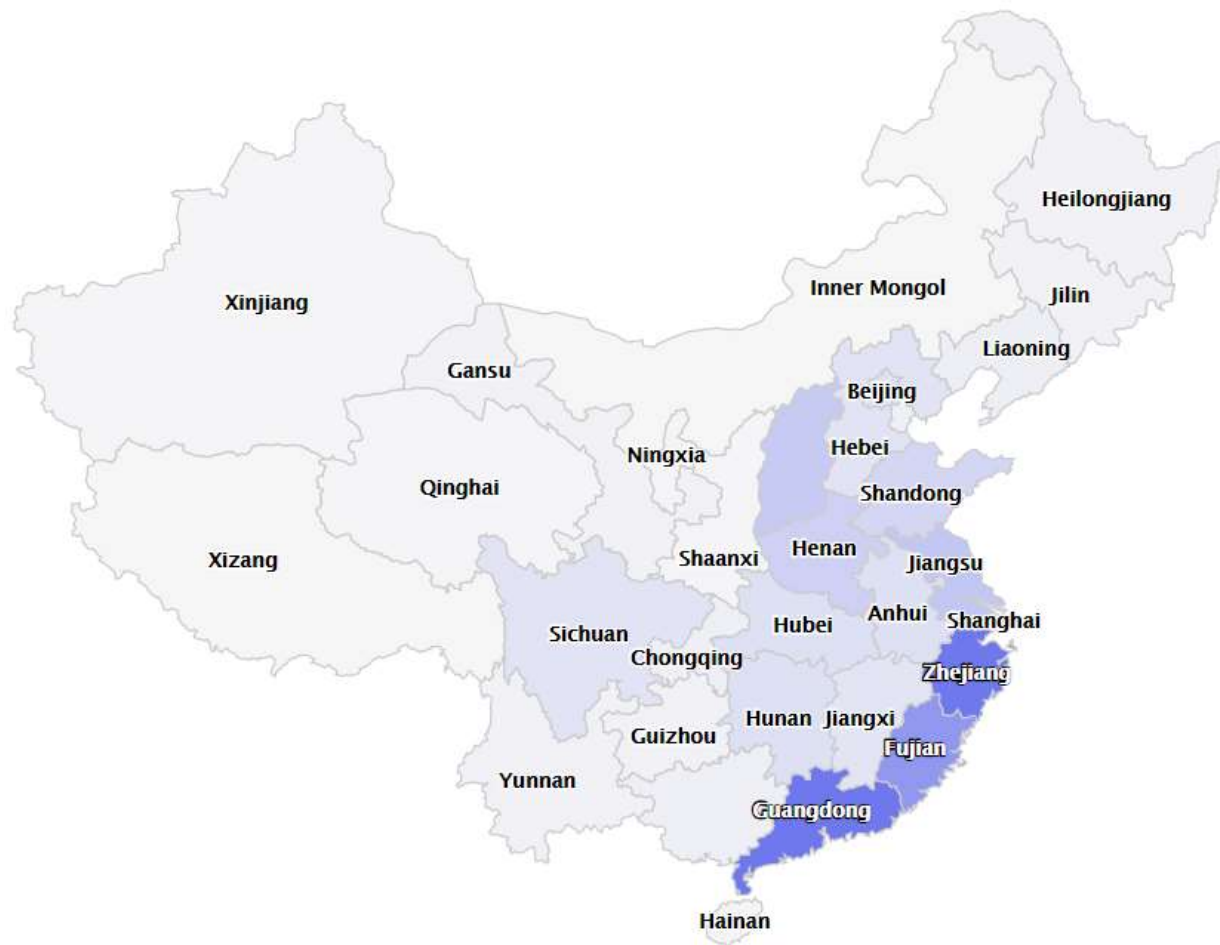 Heilongjiang
Inner Mongol
Jilin
Xinjiang
Liaoning
Gansu
Beijing
Hebei
Ningxia
Qinghai
Shandong
Xizang
Shaanxi
Henan
Jiangsu
Anhui
Shanghai
Sichuan
Hubei
Chongqing
Zhejiang
Hunan
Jiangxi
Guizhou
Fujian
Yunnan
Guangdong
Hainan